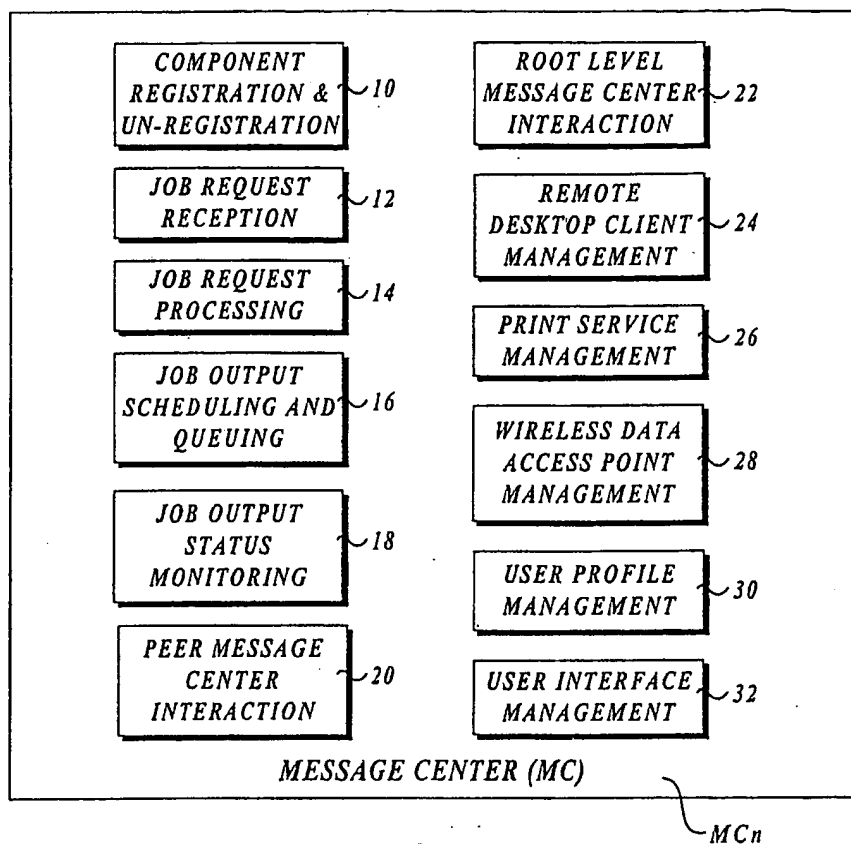 COMPONENT
REGISTRATION &
UN-REGISTRATION
10
JOB REQUEST
RECEPTION
12
JOB REQUEST
PROCESSING
14
JOB OUTPUT
SCHEDULING AND
QUEUING
16
JOB OUTPUT
STATUS
MONITORING
18
PEER MESSAGE
CENTER
INTERACTION
20
ROOT LEVEL
MESSAGE CENTER
INTERACTION
22
REMOTE
DESKTOP CLIENT
MANAGEMENT
24
PRINT SERVICE
MANAGEMENT
26
WIRELESS DATA
ACCESS POINT
MANAGEMENT
28
USER PROFILE
MANAGEMENT
30
USER INTERFACE
MANAGEMENT
32
MESSAGE CENTER (MC)
MCn